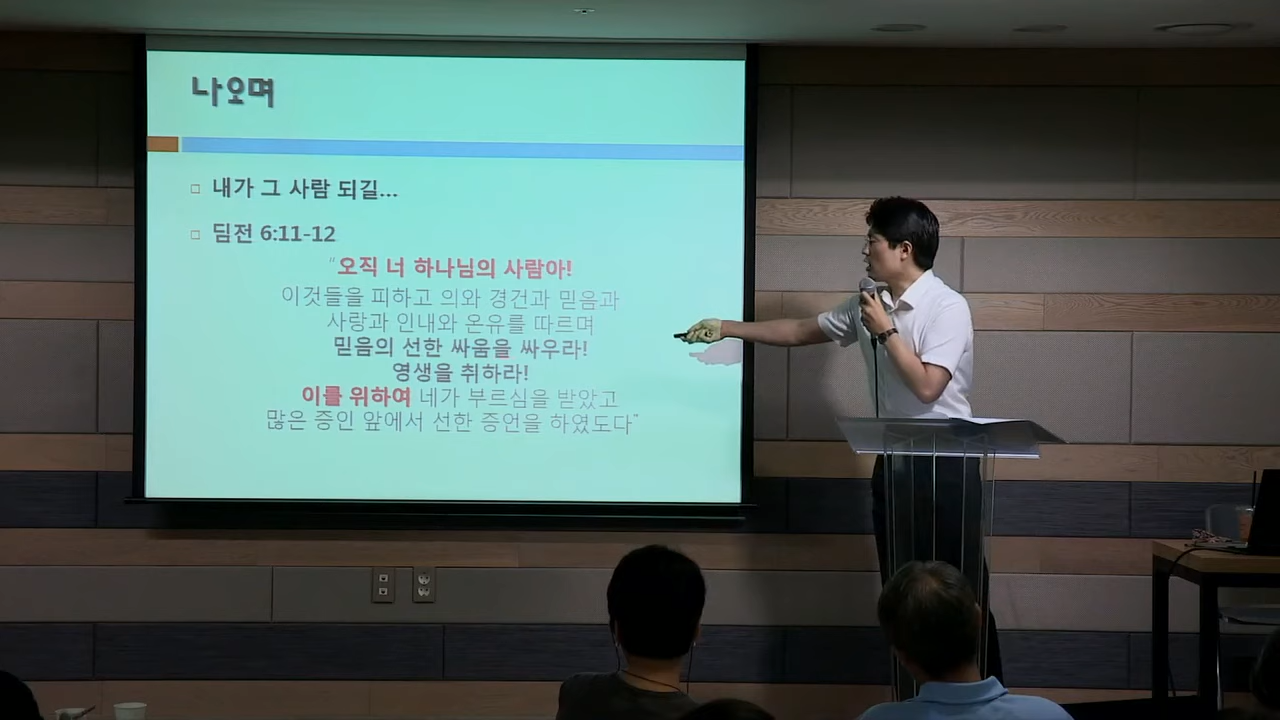 나오며
□ 내가 그 사람 되길...
□ 딤전 6:11-12
“오직 너 하나님의 사람아!
이것들을 피하고 의와 경건과 믿음과
사랑과 인내와 온유를 따르며
믿음의 선한 싸움을 싸우라!
영생을 취하라!
이를 위하여 네가 부르심을 받았고
많은 증인 앞에서 선한 증언을 하였도다”